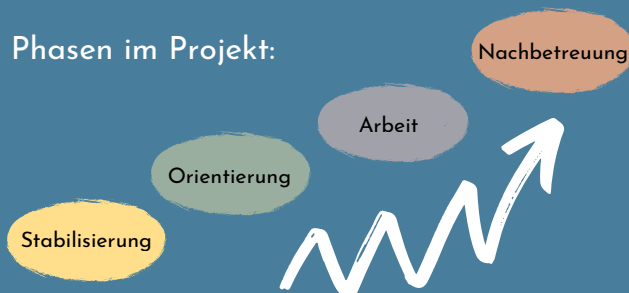 Phasen im Projekt:
Nachbetreuung
Arbeit
Orientierung
Stabilisierung